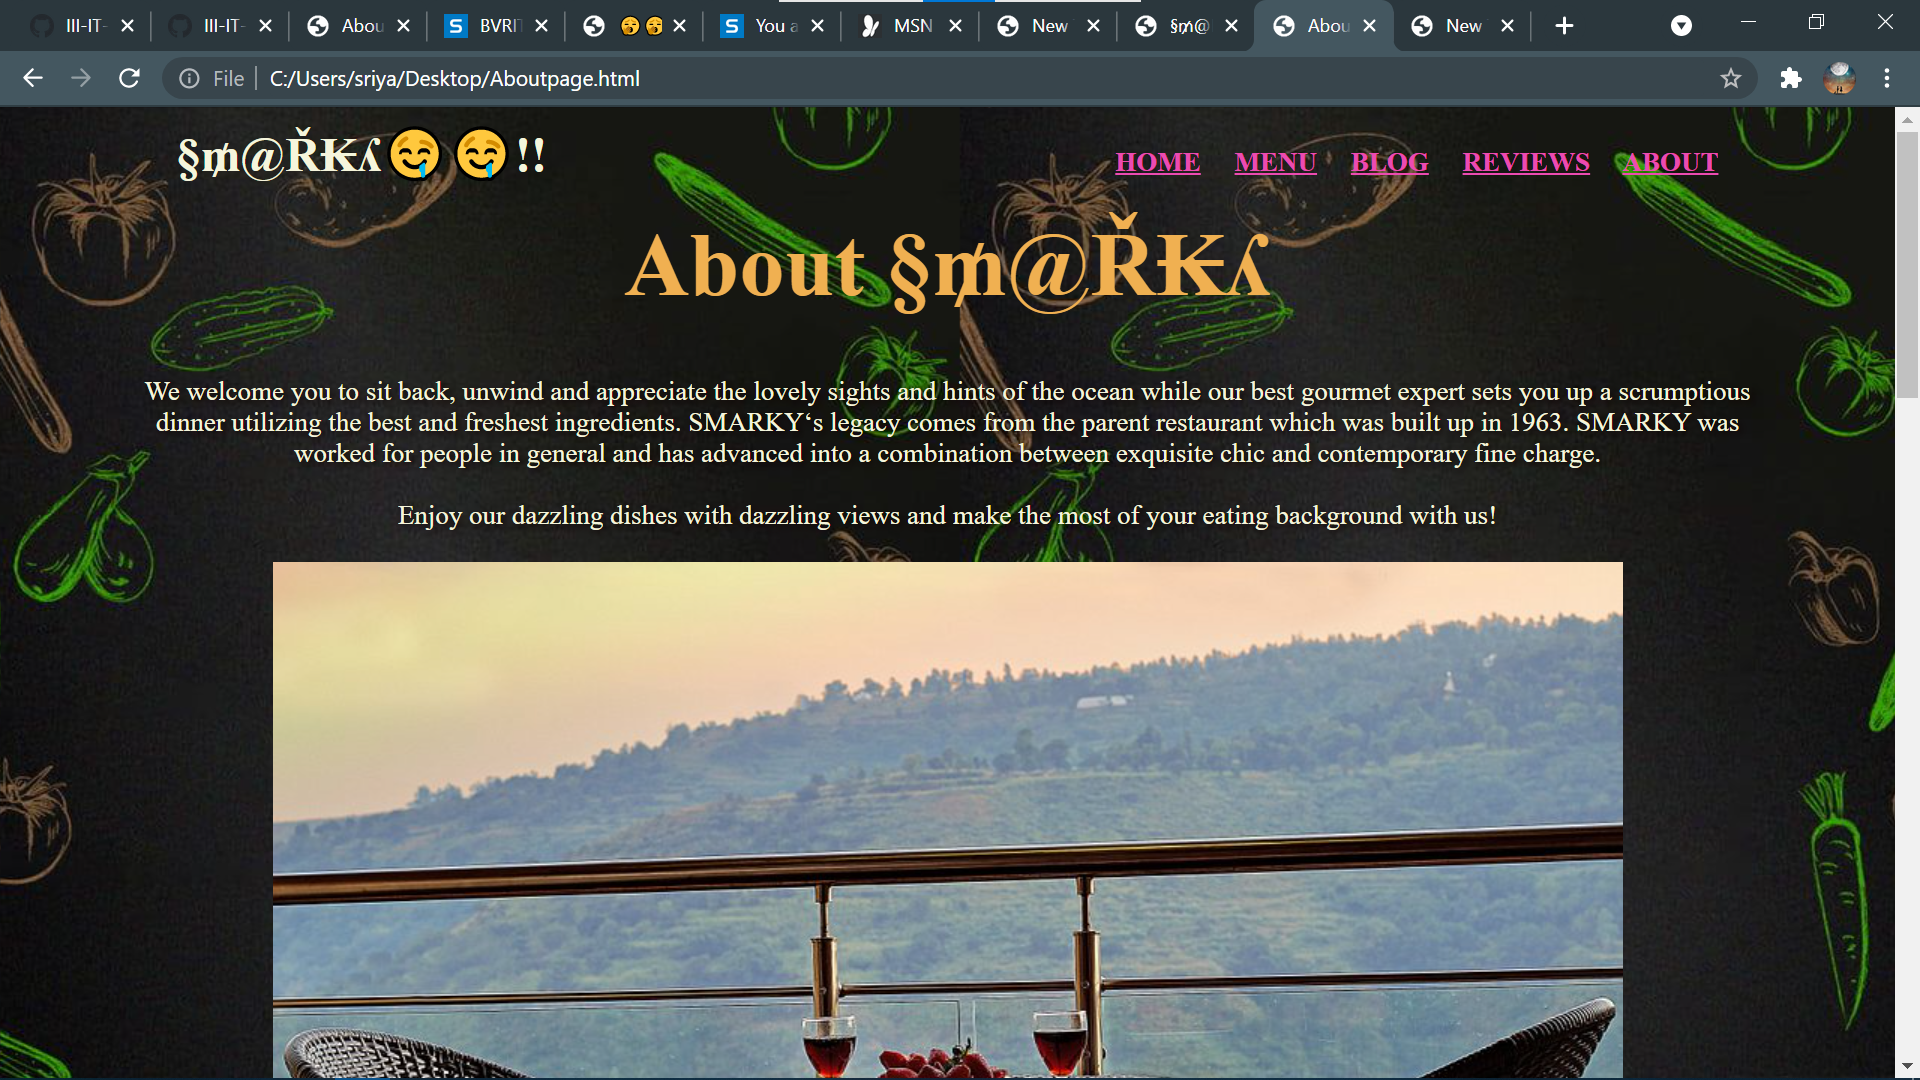 III-IT-
III-IT-
Abou
BVRIT
😚😚
You a
MSN
New
§₥@
Abou
New
File
C:/Users/sriya/Desktop/Aboutpage.html
§₥@ŘK̶ʎ🤤🤤!!
HOME MENU BLOG REVIEWS ABOUT
About §₥@ŘK̶ʎ
We welcome you to sit back, unwind and appreciate the lovely sights and hints of the ocean while our best gourmet expert sets you up a scrumptious
dinner utilizing the best and freshest ingredients. SMARKY‘s legacy comes from the parent restaurant which was built up in 1963. SMARKY was
worked for people in general and has advanced into a combination between exquisite chic and contemporary fine charge.
Enjoy our dazzling dishes with dazzling views and make the most of your eating background with us!